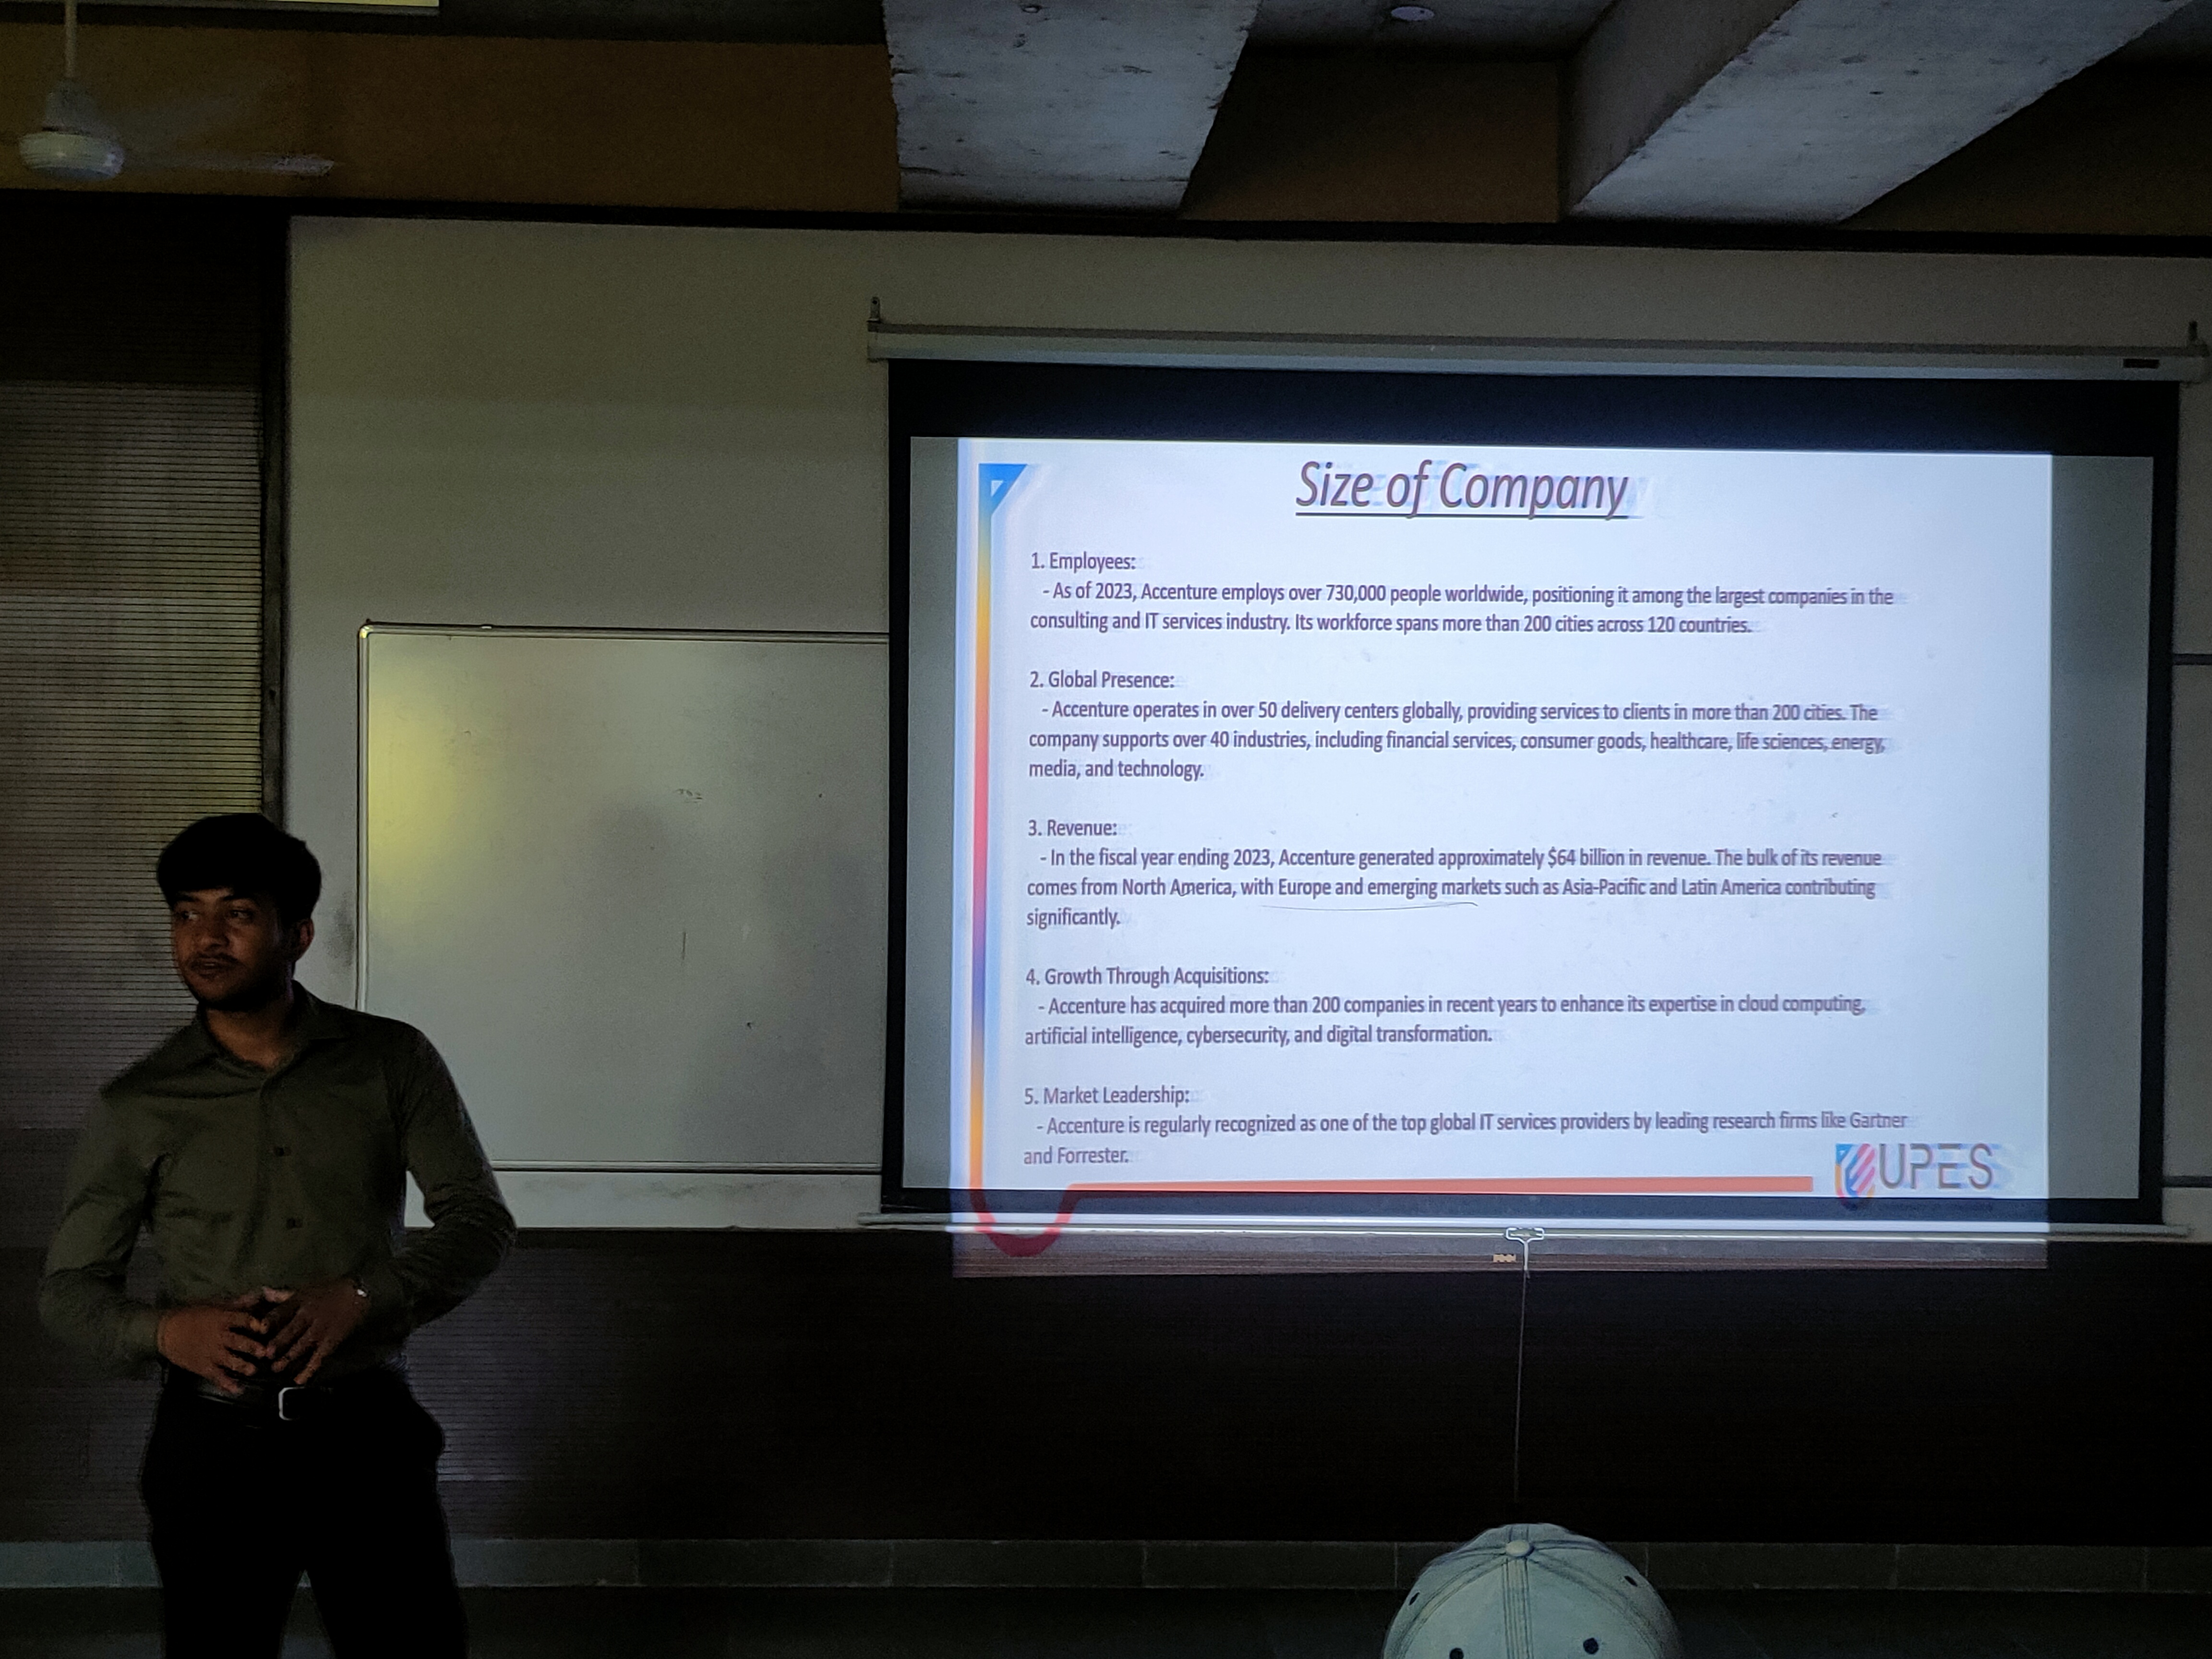 Size of Company
1. Employees:
- As of 2023, Accenture employs over 730,000 people worldwide, positioning it among the largest companies in the
consulting and IT services industry. Its workforce spans more than 200 cities across 120 countries.
2. Global Presence:
- Accenture operates in over 50 delivery centers globally, providing services to clients in more than 200 cities. The
company supports over 40 industries, including financial services, consumer goods, healthcare, life sciences, energy,
media, and technology.
3. Revenue:
- In the fiscal year ending 2023, Accenture generated approximately $64 billion in revenue. The bulk of its revenue
comes from North America, with Europe and emerging markets such as Asia-Pacific and Latin America contributing
significantly.
4. Growth Through Acquisitions:
- Accenture has acquired more than 200 companies in recent years to enhance its expertise in cloud computing,
artificial intelligence, cybersecurity, and digital transformation.
5. Market Leadership:
- Accenture is regularly recognized as one of the top global IT services providers by leading research firms like Gartner
and Forrester.
UPES